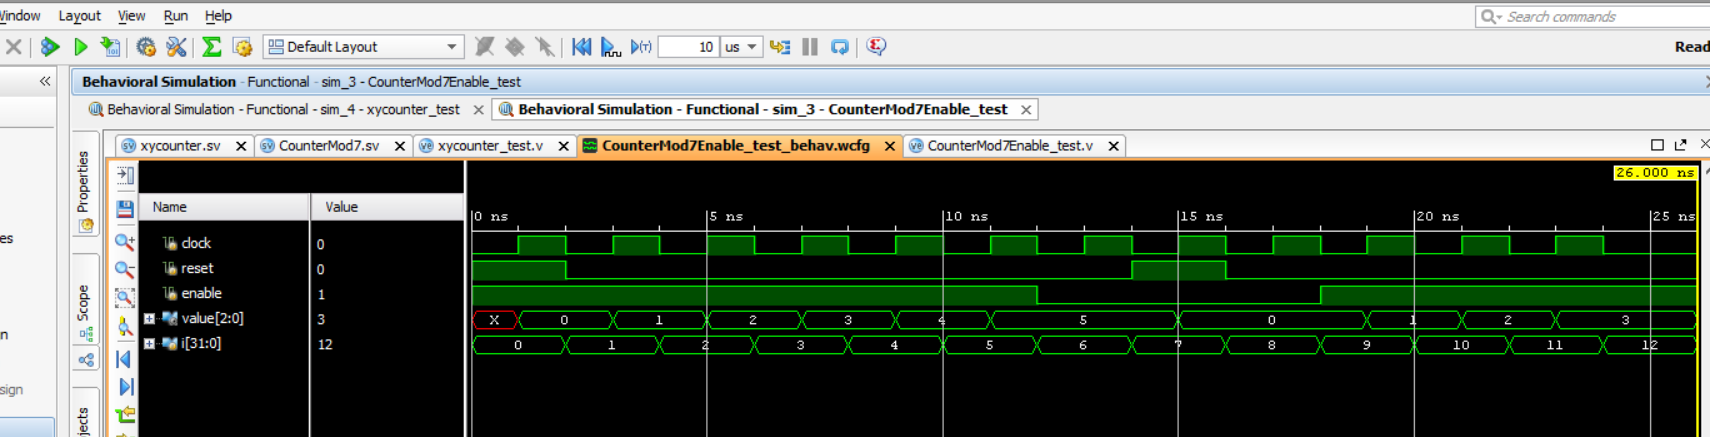 Window Layout View Run Help
Search commands
Default Layout
10 us
Read
Behavioral Simulation - Functional - sim_3 - CounterMod7Enable_test
Behavioral Simulation - Functional - sim_4 - xycounter_test
Behavioral Simulation - Functional - sim_3 - CounterMod7Enable_test
xycounter.sv CounterMod7.sv xycounter_test.v CounterMod7Enable_test_behav.wcfg CounterMod7Enable_test.v
Properties
Scope
26.000 ns
Name Value
0 ns 5 ns 10 ns 15 ns 20 ns 25 ns
clock 0
reset 0
enable 1
value[2:0] 3 X 0 1 2 3 4 5 0 1 2 3
i[31:0] 12 0 1 2 3 4 5 6 7 8 9 10 11 12
es
n
sign
jects